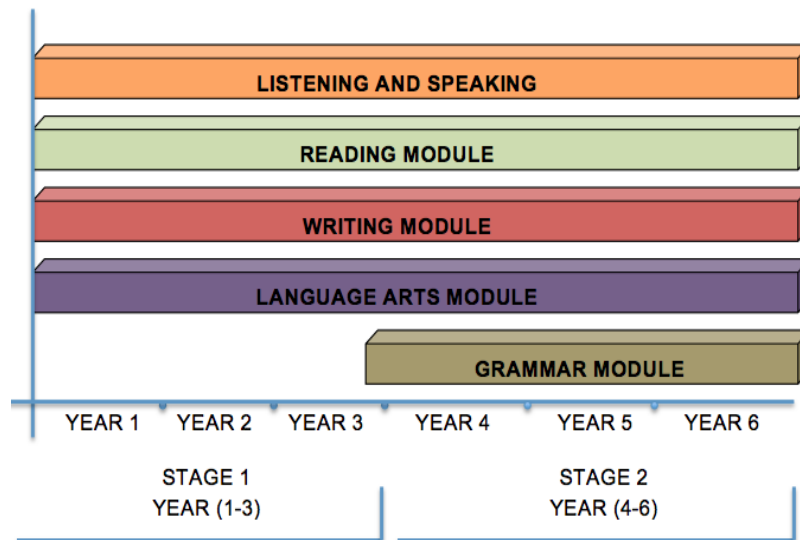 LISTENING AND SPEAKING
READING MODULE
WRITING MODULE
LANGUAGE ARTS MODULE
GRAMMAR MODULE
YEAR 1 YEAR 2 YEAR 3 YEAR 4 YEAR 5 YEAR 6
STAGE 1 STAGE 2
YEAR (1-3) YEAR (4-6)